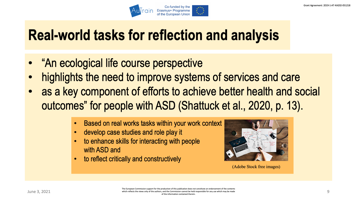 AuTrain
Co-funded by the
Erasmus+ Programme
of the European Union
Real-world tasks for reflection and analysis
• “An ecological life course perspective
• highlights the need to improve systems of services and care
• as a key component of efforts to achieve better health and social
outcomes” for people with ASD (Shattuck et al., 2020, p. 13).
• Based on real works tasks within your work context
• develop case studies and role play it
• to enhance skills for interacting with people
with ASD and
• to reflect critically and constructively
(Adobe Stock free images)
June 3, 2021
9